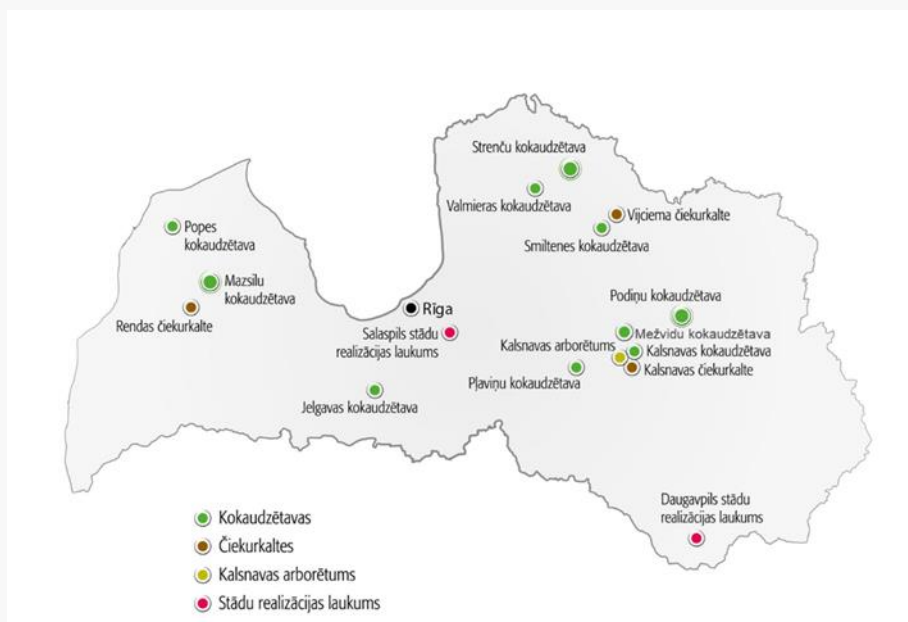 Strenču kokaudzētava
Valmieras kokaudzētava
Vijciema čiekurkalte
Smiltenes kokaudzētava
Popes
kokaudzētava
Mazsilu
kokaudzētava
Rendas čiekurkalte
Rīga
Salaspils stādu
realizācijas laukums
Podiņu kokaudzētava
Mežvidu kokaudzētava
Kalsnavas arborētums
Kalsnavas kokaudzētava
Kalsnavas čiekurkalte
Pļaviņu kokaudzētava
Jelgavas kokaudzētava
Daugavpils stādu
realizācijas laukums
Kokaudzētavas
Čiekurkaltes
Kalsnavas arborētums
Stādu realizācijas laukums